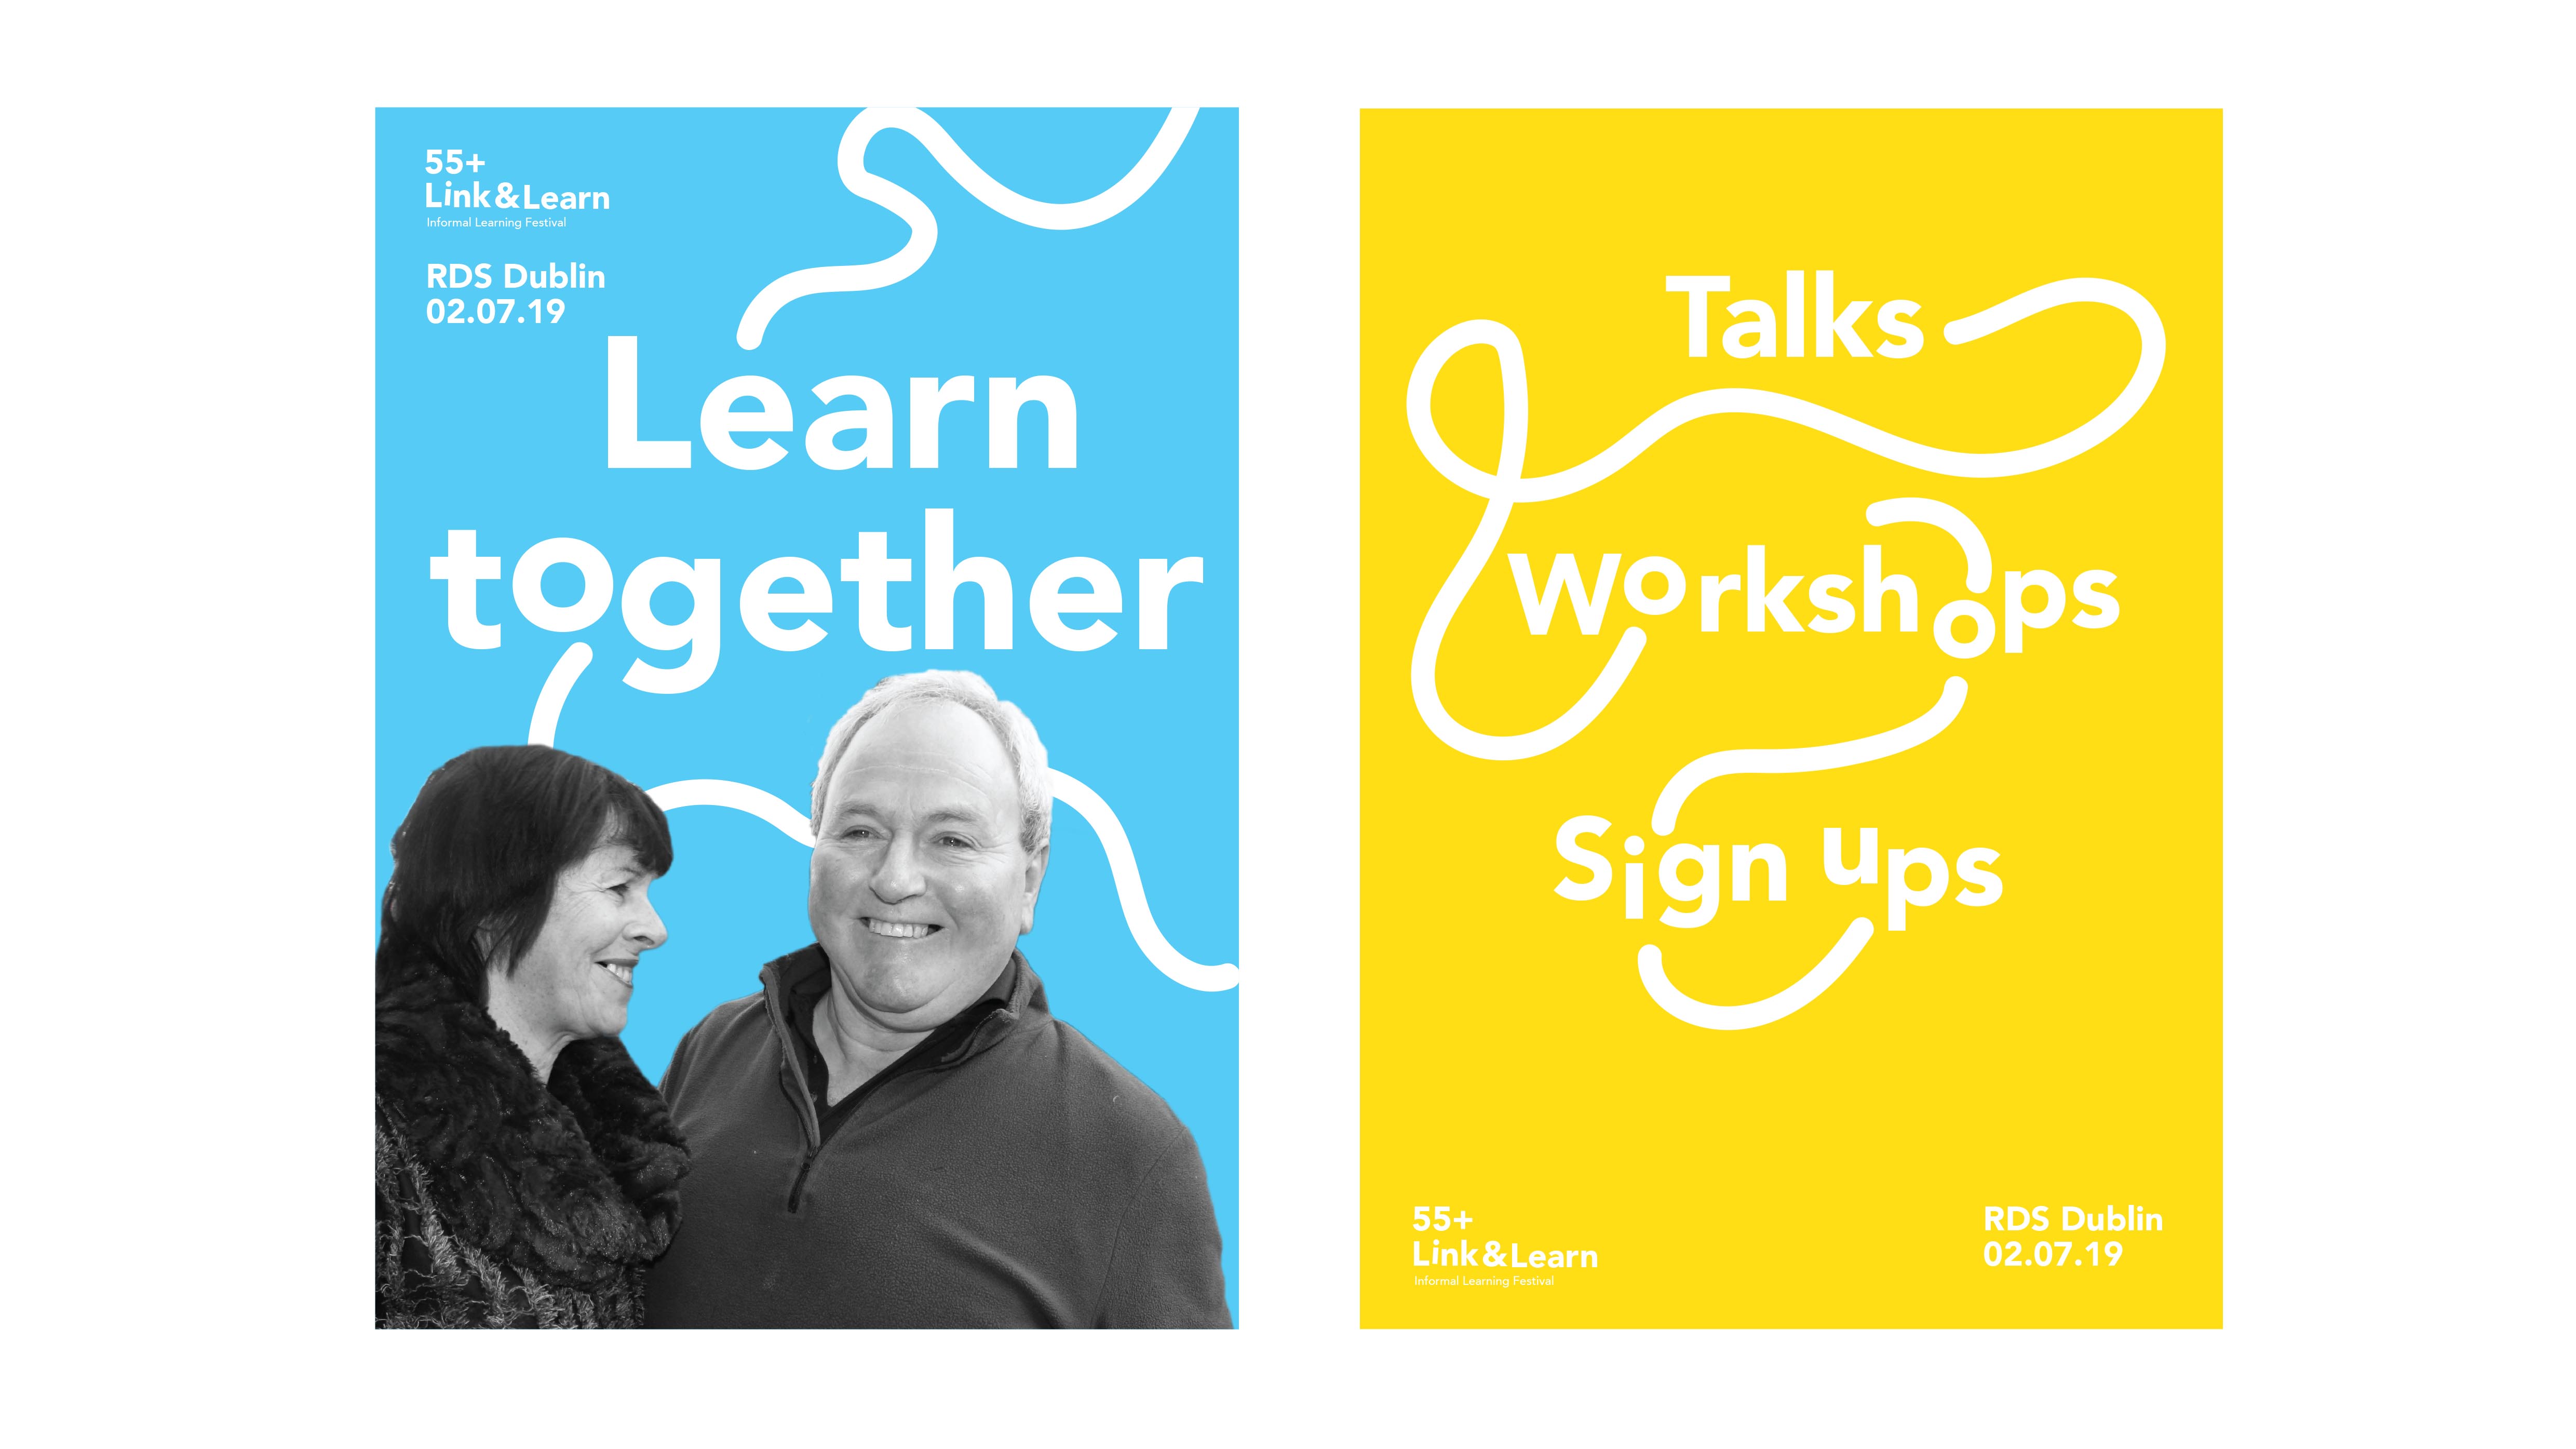 55+
Link & Learn
Informal Learning Festival
RDS Dublin
02.07.19
Learn
together
Talks
Workshops
Sign ups
55+
Link & Learn
Informal Learning Festival
RDS Dublin
02.07.19